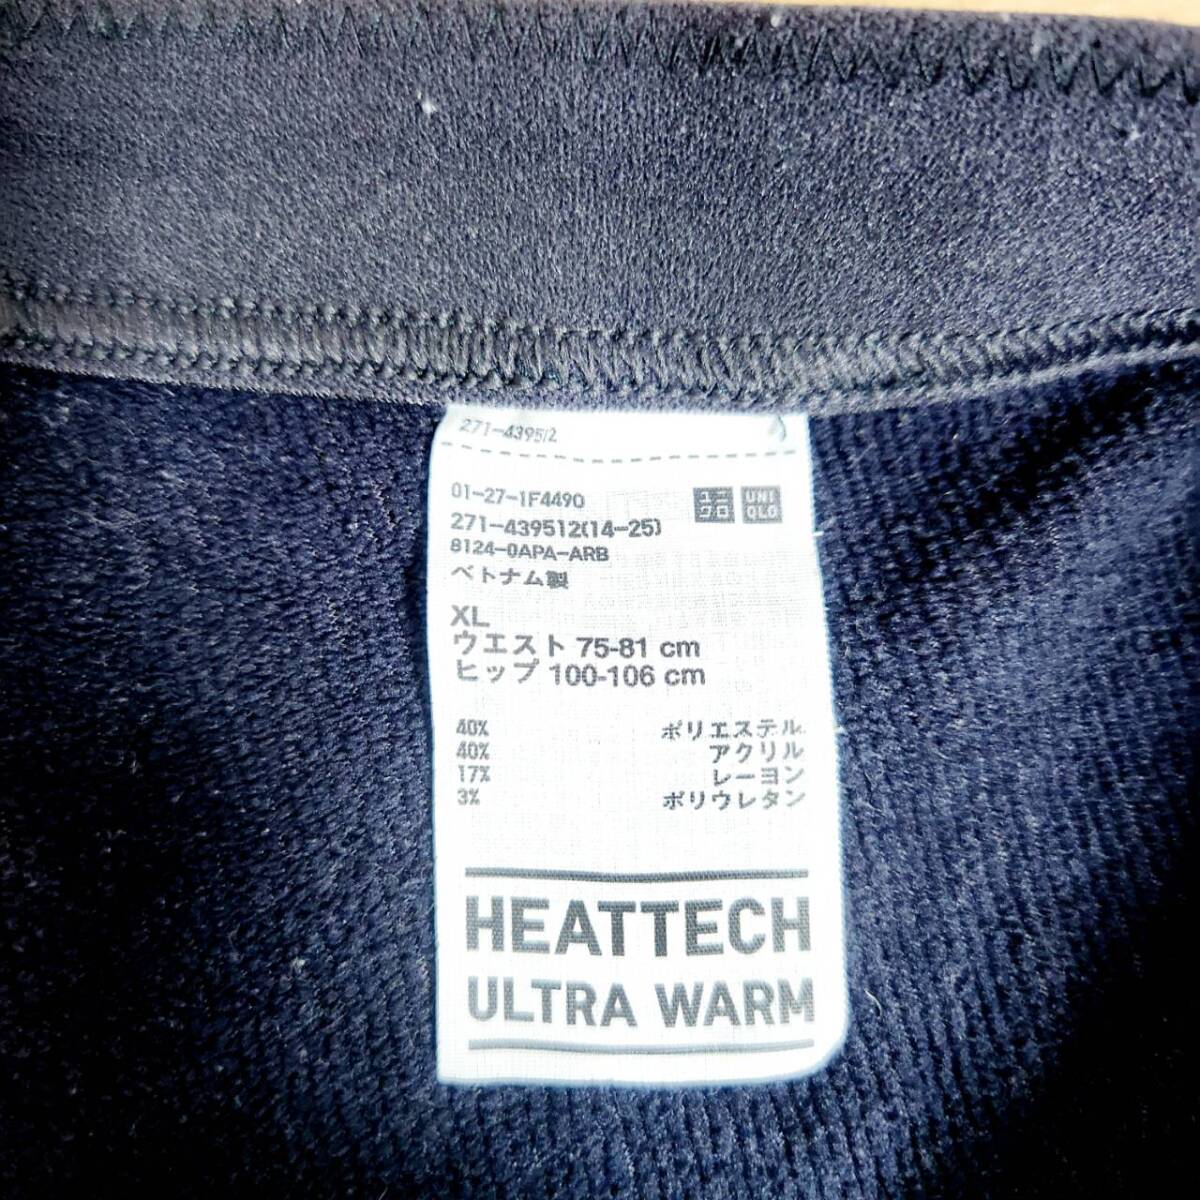 271-439512
01-27-1F4490
ユニクロ
UNIQLO
271-439512(14-25)
8124-0APA-ARB
ベトナム製
XL
ウエスト 75-81 cm
ヒップ 100-106 cm
40% ポリエステル
40% アクリル
17% レーヨン
3% ポリウレタン
HEATTECH
ULTRA WARM